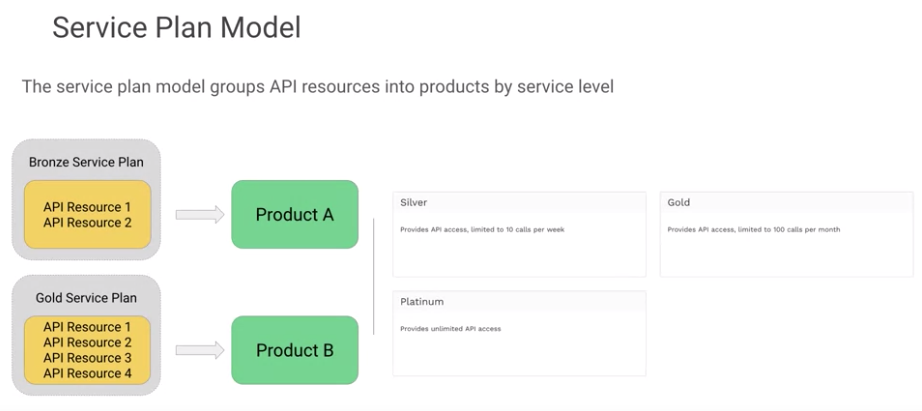 Service Plan Model
The service plan model groups API resources into products by service level
Bronze Service Plan
API Resource 1
API Resource 2
Product A
Gold Service Plan
API Resource 1
API Resource 2
API Resource 3
API Resource 4
Product B
Silver
Provides API access, limited to 10 calls per week
Gold
Provides API access, limited to 100 calls per month
Platinum
Provides unlimited API access